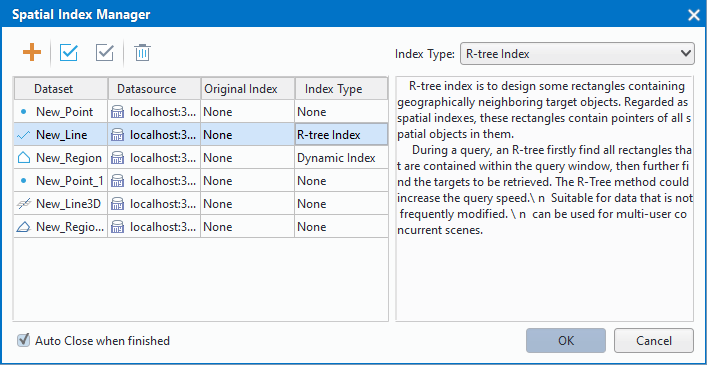 Spatial Index Manager
Index Type: R-tree Index
Dataset Datasource Original Index Index Type
New_Point localhost:3... None None
New_Line localhost:3... None R-tree Index
New_Region localhost:3... None Dynamic Index
New_Point_1 localhost:3... None None
New_Line3D localhost:3... None None
New_Regio... localhost:3... None None
R-tree index is to design some rectangles containing
geographically neighboring target objects. Regarded as
spatial indexes, these rectangles contain pointers of all s
patial objects in them.
During a query, an R-tree firstly find all rectangles tha
t are contained within the query window, then further fi
nd the targets to be retrieved. The R-Tree method could
increase the query speed.\ n Suitable for data that is not
frequently modified. \ n can be used for multi-user co
ncurrent scenes.
Auto Close when finished
OK Cancel